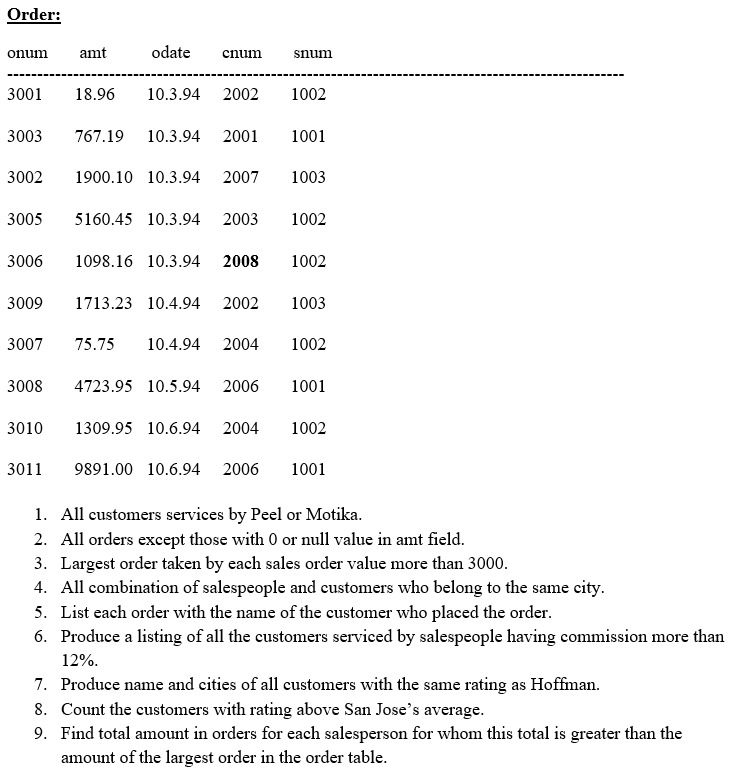 Order:
onum amt odate cnum snum
--------------------------------------------------------------------------------------------------------
3001 18.96 10.3.94 2002 1002
3003 767.19 10.3.94 2001 1001
3002 1900.10 10.3.94 2007 1003
3005 5160.45 10.3.94 2003 1002
3006 1098.16 10.3.94 2008 1002
3009 1713.23 10.4.94 2002 1003
3007 75.75 10.4.94 2004 1002
3008 4723.95 10.5.94 2006 1001
3010 1309.95 10.6.94 2004 1002
3011 9891.00 10.6.94 2006 1001
1. All customers services by Peel or Motika.
2. All orders except those with 0 or null value in amt field.
3. Largest order taken by each sales order value more than 3000.
4. All combination of salespeople and customers who belong to the same city.
5. List each order with the name of the customer who placed the order.
6. Produce a listing of all the customers serviced by salespeople having commission more than
12%.
7. Produce name and cities of all customers with the same rating as Hoffman.
8. Count the customers with rating above San Jose’s average.
9. Find total amount in orders for each salesperson for whom this total is greater than the
amount of the largest order in the order table.